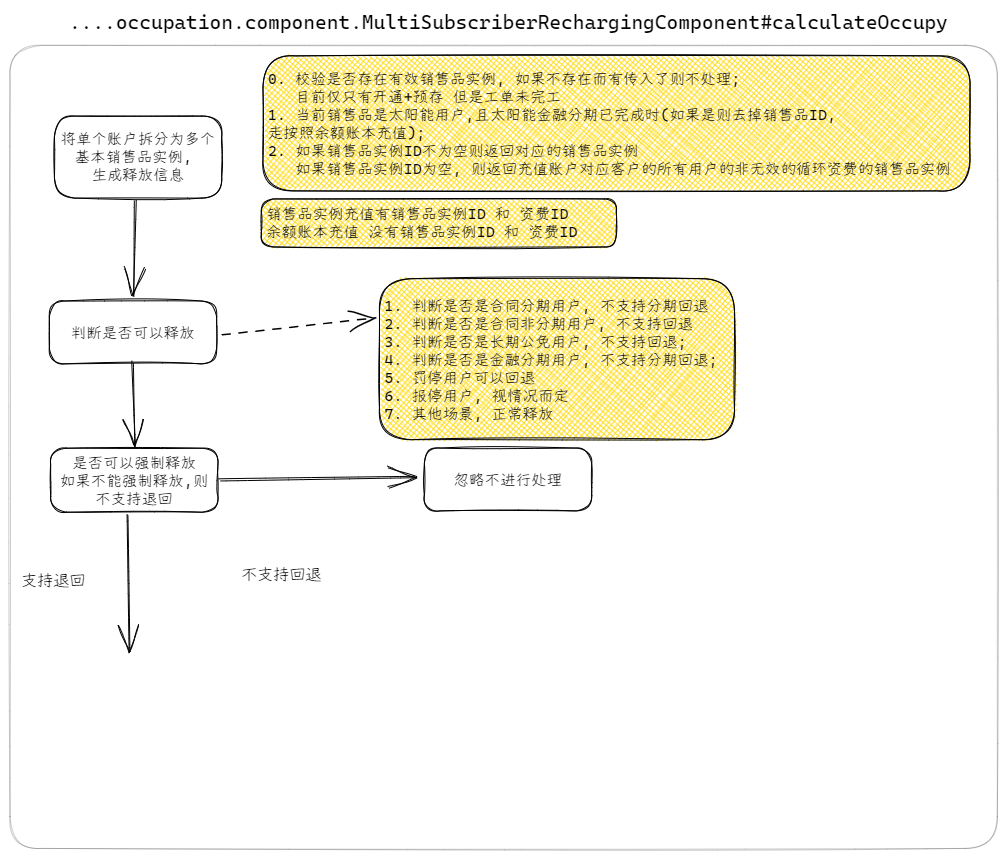 ....occupation.component.MultiSubscriberRechargingComponent#calculateOccupy
将单个账户拆分为多个
基本销售品实例,
生成释放信息
0. 校验是否存在有效销售品实例, 如果不存在而有传入了则不处理;
目前仅只有开通+预存 但是工单未完工
1. 当前销售品是太阳能用户,且太阳能金融分期已完成时(如果是则去掉销售品ID,
走按照余额账本充值);
2. 如果销售品实例ID不为空则返回对应的销售品实例
如果销售品实例ID为空, 则返回充值账户对应客户的所有用户的非无效的循环资费的销售品实例
销售品实例充值有销售品实例ID 和 资费ID
余额账本充值 没有销售品实例ID 和 资费ID
判断是否可以释放
1. 判断是否是合同分期用户, 不支持分期回退
2. 判断是否是合同非分期用户, 不支持回退
3. 判断是否是长期公免用户, 不支持回退;
4. 判断是否是金融分期用户, 不支持分期回退;
5. 罚停用户可以回退
6. 报停用户, 视情况而定
7. 其他场景, 正常释放
是否可以强制释放
如果不能强制释放,则
不支持退回
忽略不进行处理
支持退回
不支持回退